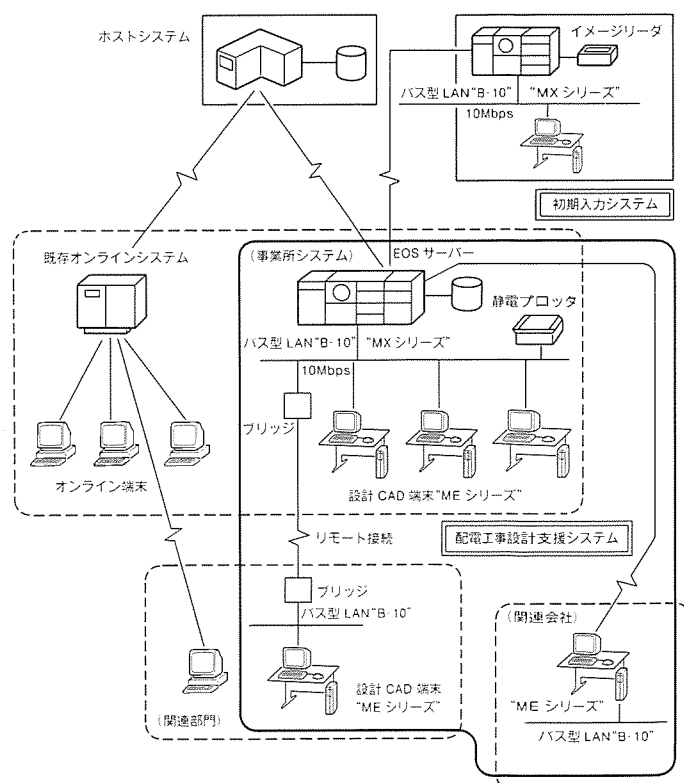 ホストシステム
イメージリーダ
バス型 LAN"B-10" "MX シリーズ"
10Mbps
初期入力システム
既存オンラインシステム
(事業所システム)
EOS サーバー
静電プロッタ
バス型 LAN"B-10" "MX シリーズ"
10Mbps
ブリッジ
オンライン端末
設計 CAD 端末"ME シリーズ"
リモート接続
配電工事設計支援システム
ブリッジ
バス型 LAN"B-10"
(関連会社)
設計 CAD 端末
"ME シリーズ"
(関連部門)
"ME シリーズ"
バス型 LAN"B-10"